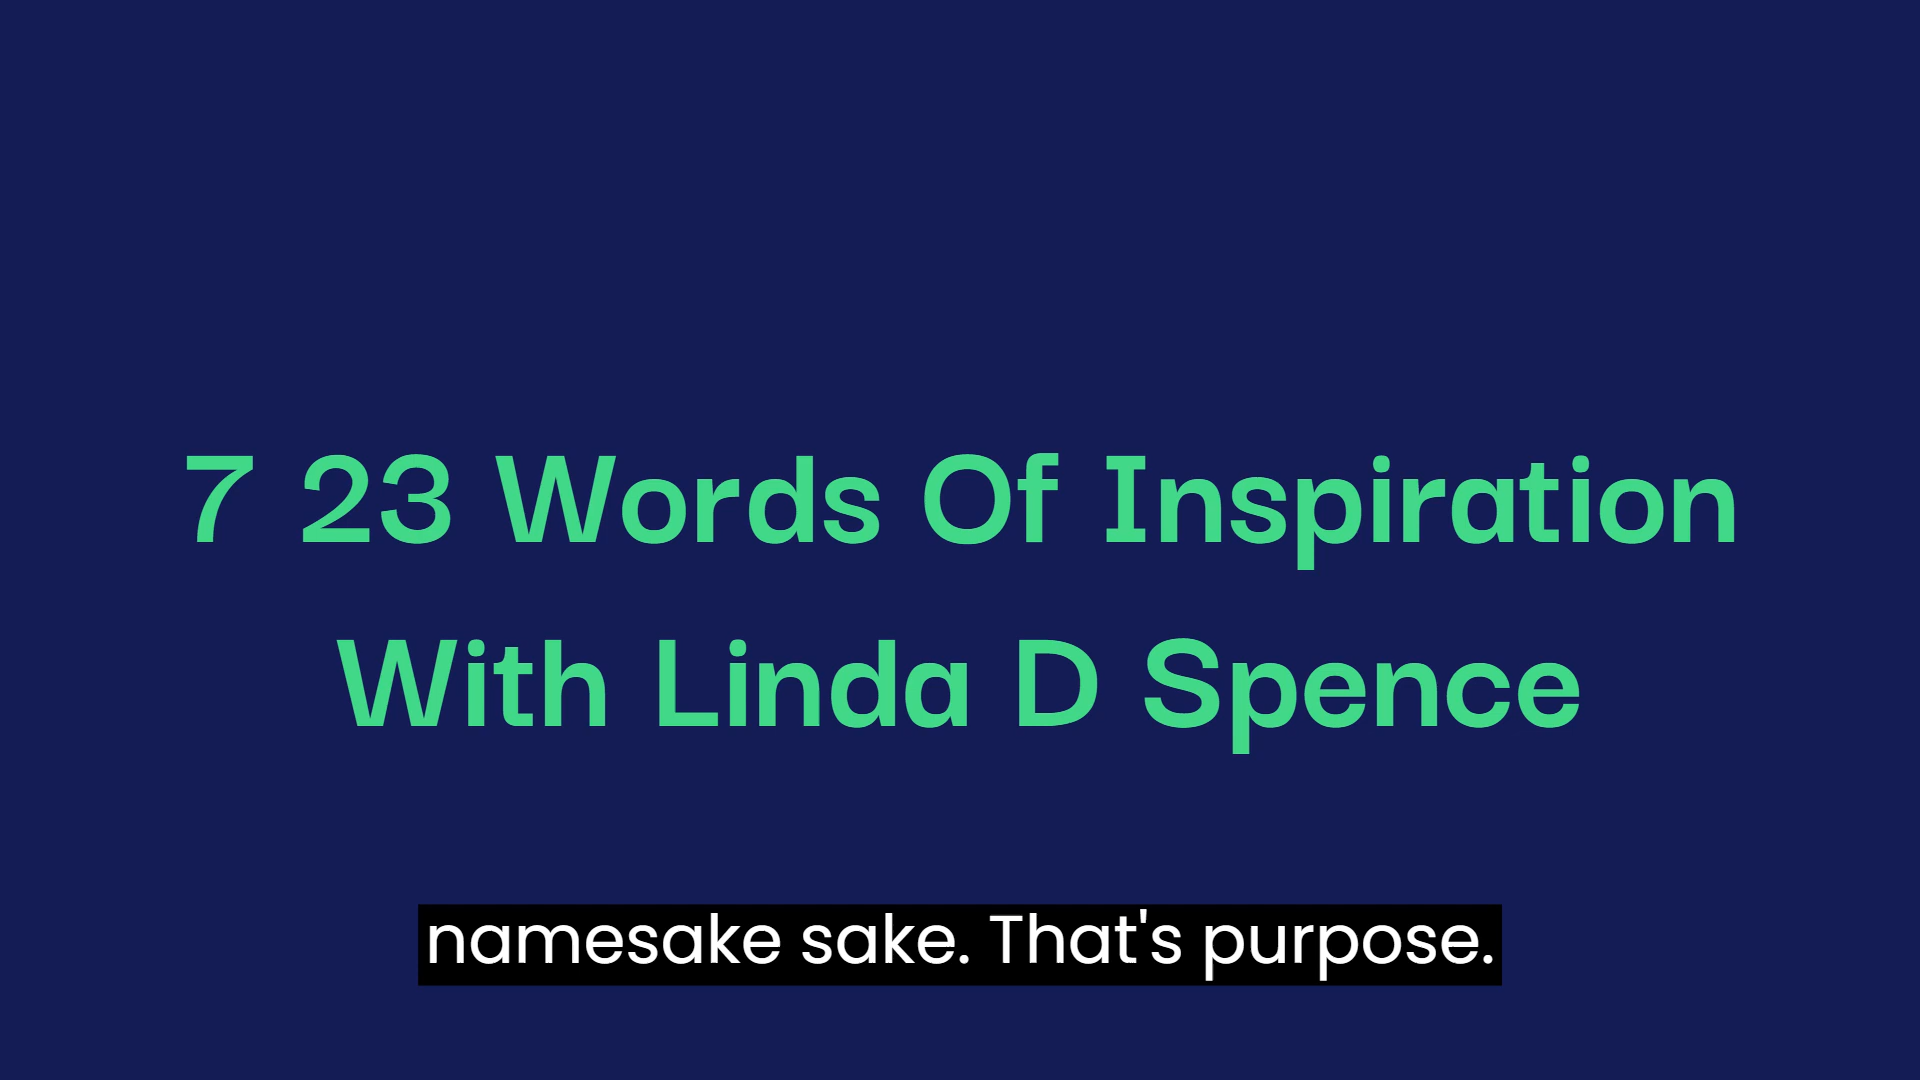 7 23 Words Of Inspiration
With Linda D Spence
namesake sake. That's purpose.